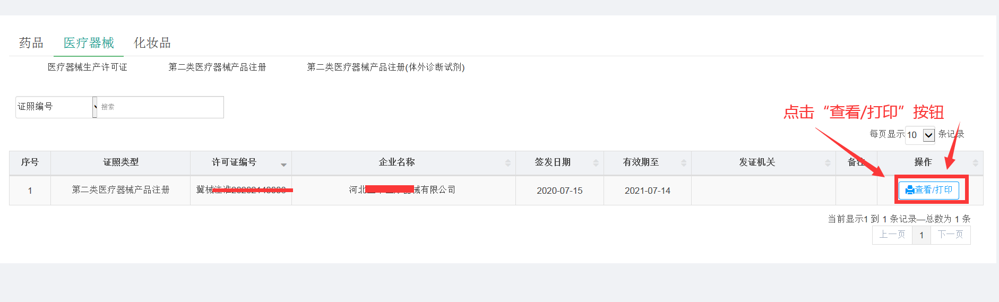 药品 医疗器械 化妆品
医疗器械生产许可证 第二类医疗器械产品注册 第二类医疗器械产品注册(体外诊断试剂)
证照编号 搜索
点击“查看/打印”按钮
每页显示 10 条记录
序号 证照类型 许可证编号 企业名称 签发日期 有效期至 发证机关 备注 操作
1 第二类医疗器械产品注册 冀械 河北 械有限公司 2020-07-15 2021-07-14 查看/打印
当前显示1 到 1 条记录—总数为 1 条
上一页 1 下一页